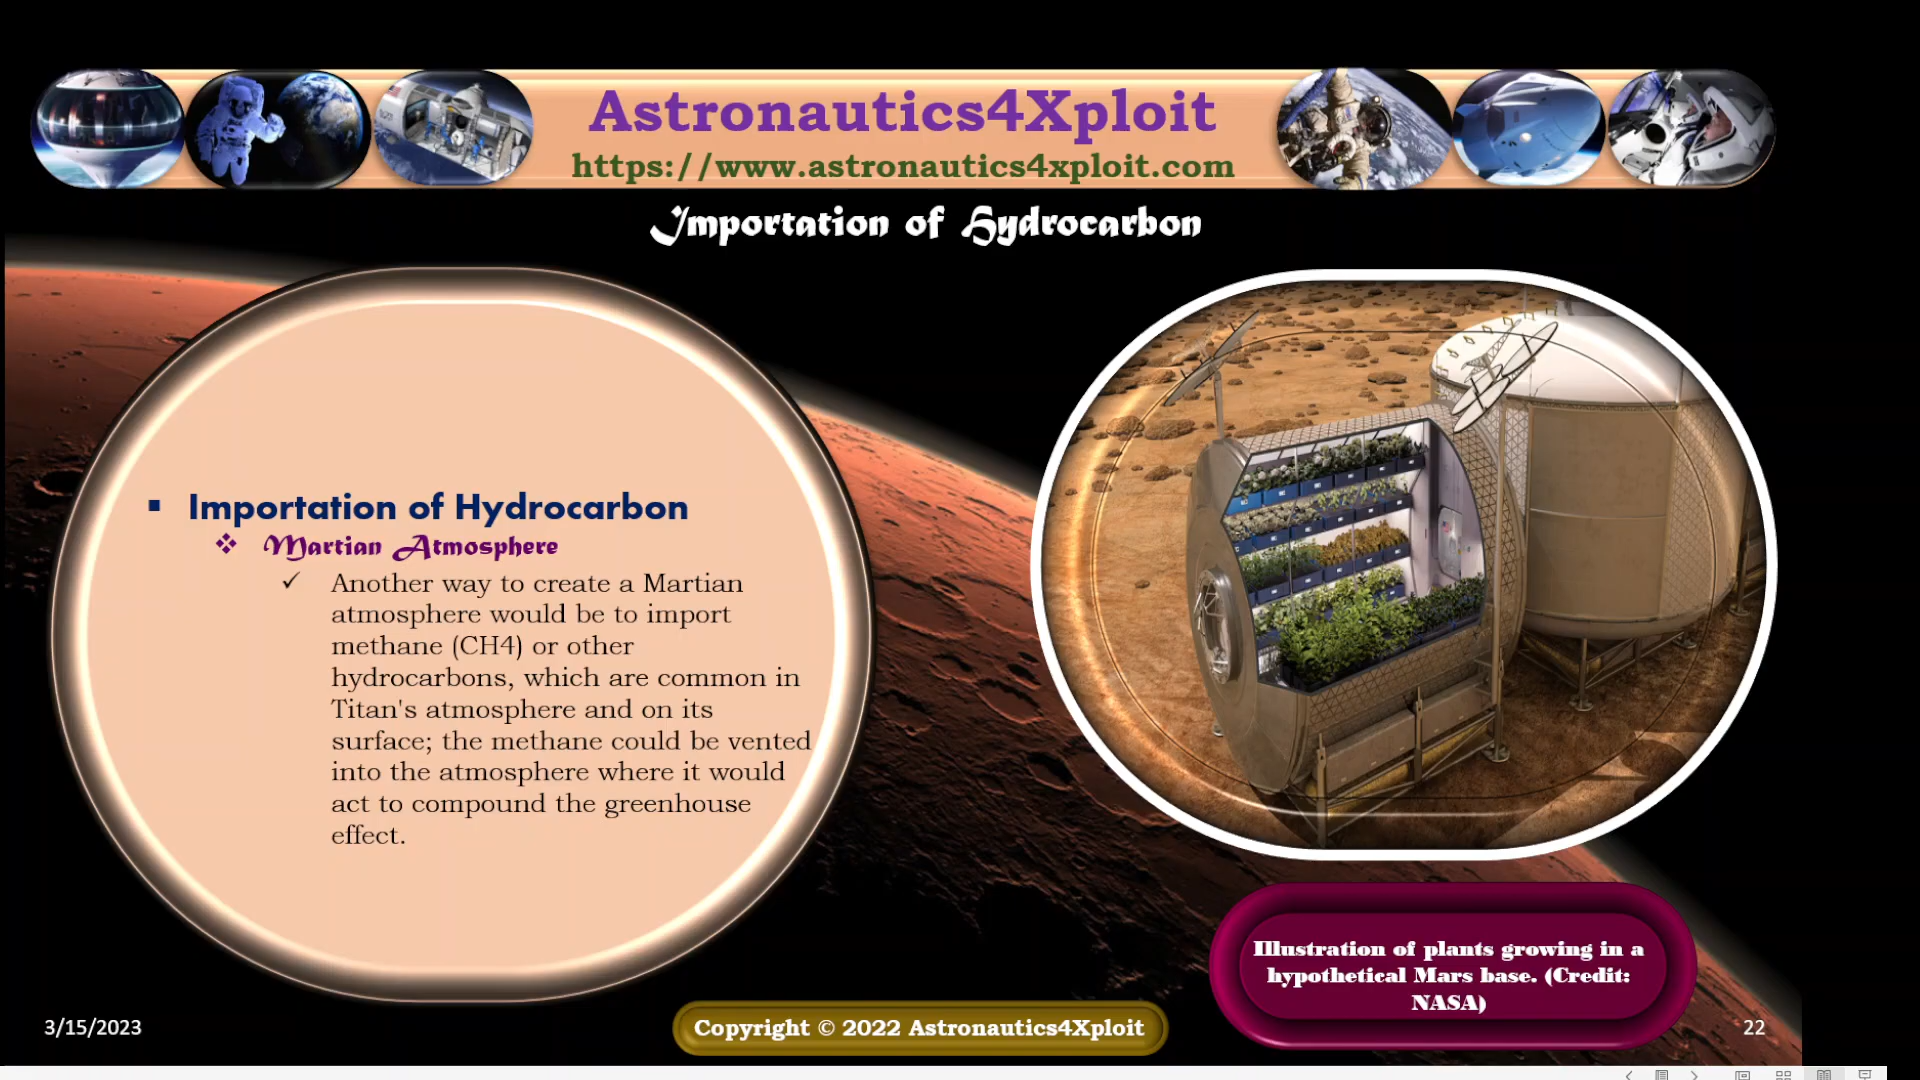 Astronautics4Xploit
https://www.astronautics4xploit.com
Importation of Hydrocarbon
▪ Importation of Hydrocarbon
❖ Martian Atmosphere
✓ Another way to create a Martian
atmosphere would be to import
methane (CH4) or other
hydrocarbons, which are common in
Titan's atmosphere and on its
surface; the methane could be vented
into the atmosphere where it would
act to compound the greenhouse
effect.
Illustration of plants growing in a
hypothetical Mars base. (Credit:
NASA)
3/15/2023
Copyright © 2022 Astronautics4Xploit
22